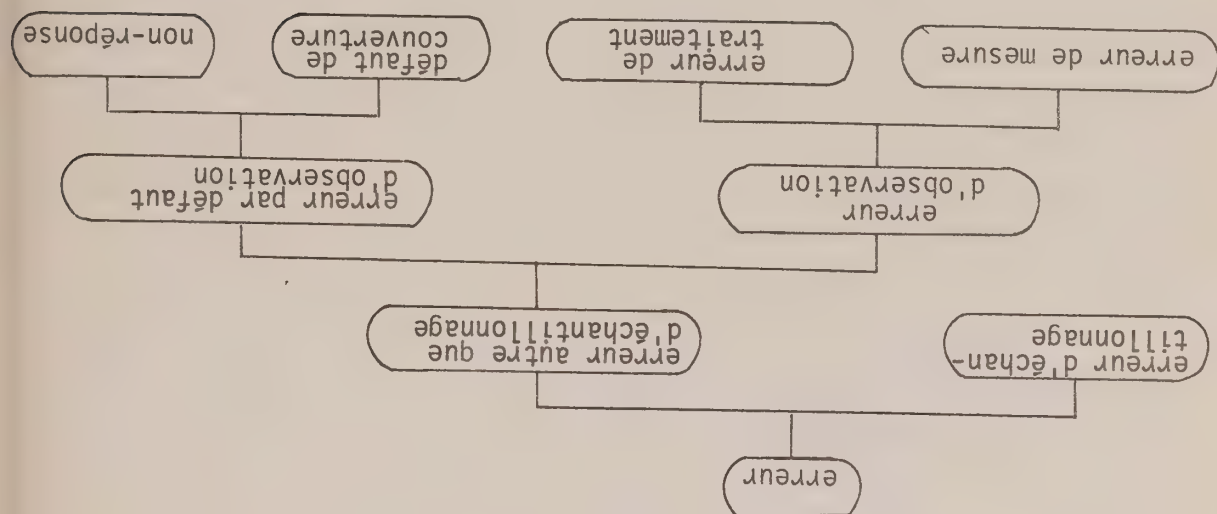 erreur
erreur d'échan-
tillonnage
erreur autre que
d'échantillonnage
erreur
d'observation
erreur par défaut
d'observation
erreur de mesure
erreur de
traitement
défaut de
couverture
non-réponse